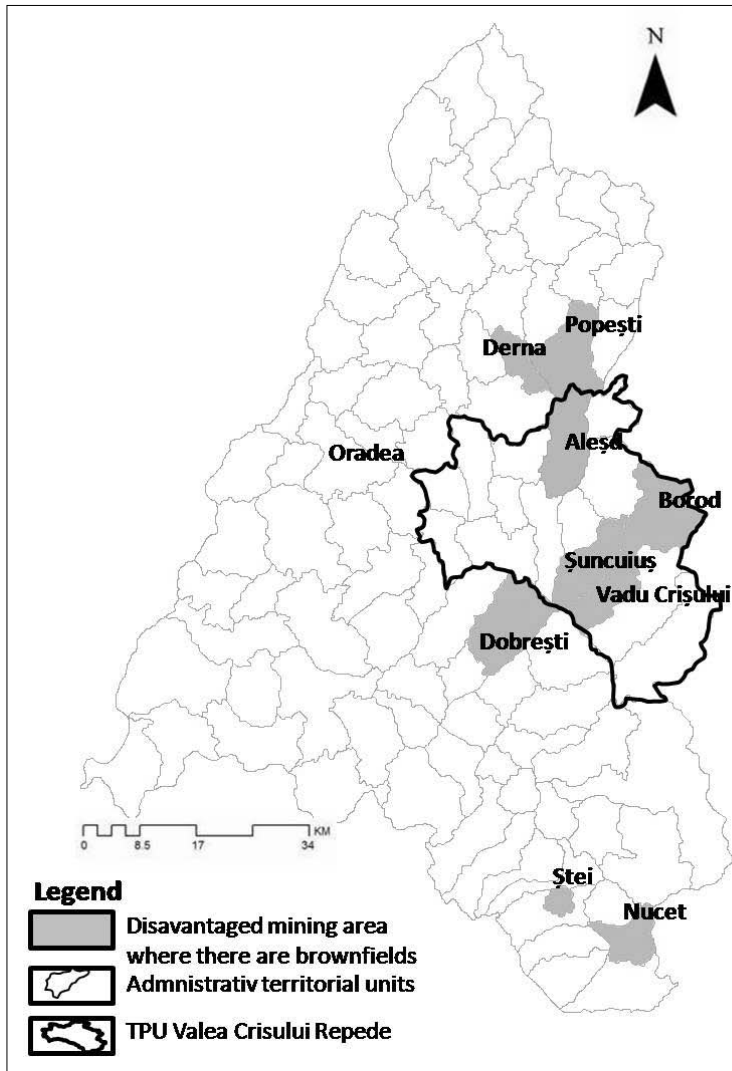 N
Popești
Derna
Aleșd
Oradea
Borod
Șuncuiuș
Vadu Crișului
Dobrești
KM
0 8.5 17 34
Ștei
Nucet
Legend
Disavantaged mining area
where there are brownfields
Admnistrativ territorial units
TPU Valea Crisului Repede